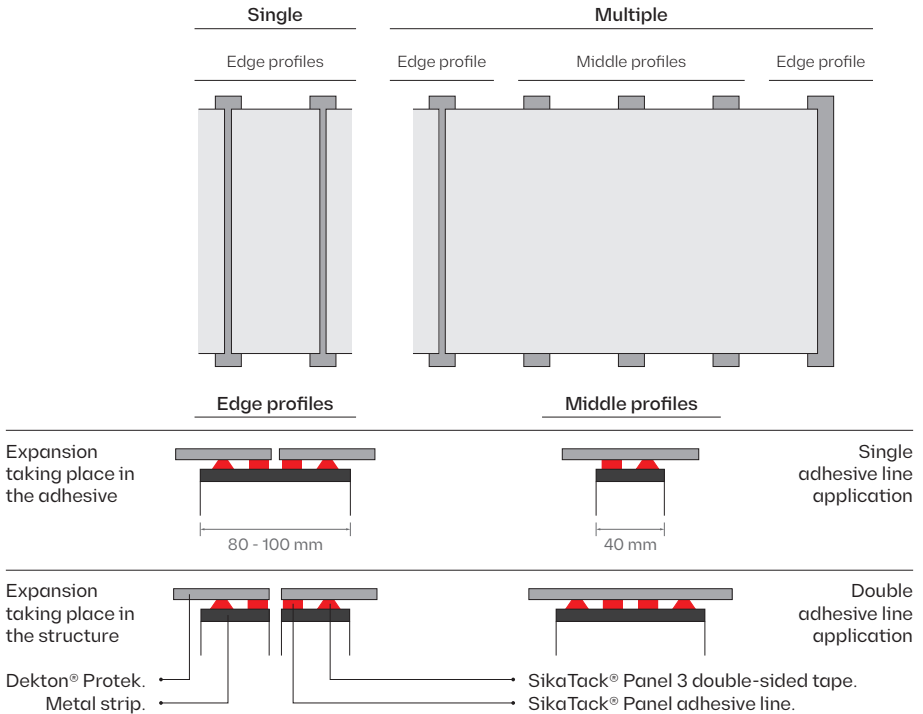 Single
Multiple
Edge profiles
Edge profile
Middle profiles
Edge profile
Edge profiles
Middle profiles
Expansion
taking place in
the adhesive
Single
adhesive line
application
80 - 100 mm
40 mm
Expansion
taking place in
the structure
Double
adhesive line
application
Dekton® Protek.
Metal strip.
SikaTack® Panel 3 double-sided tape.
SikaTack® Panel adhesive line.